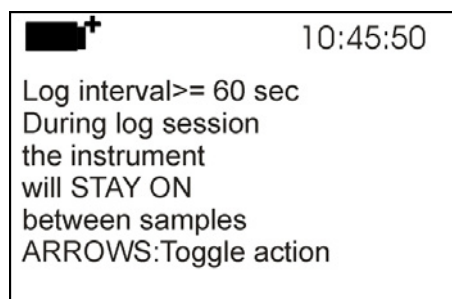 10:45:50
Log interval>= 60 sec
During log session
the instrument
will STAY ON
between samples
ARROWS:Toggle action